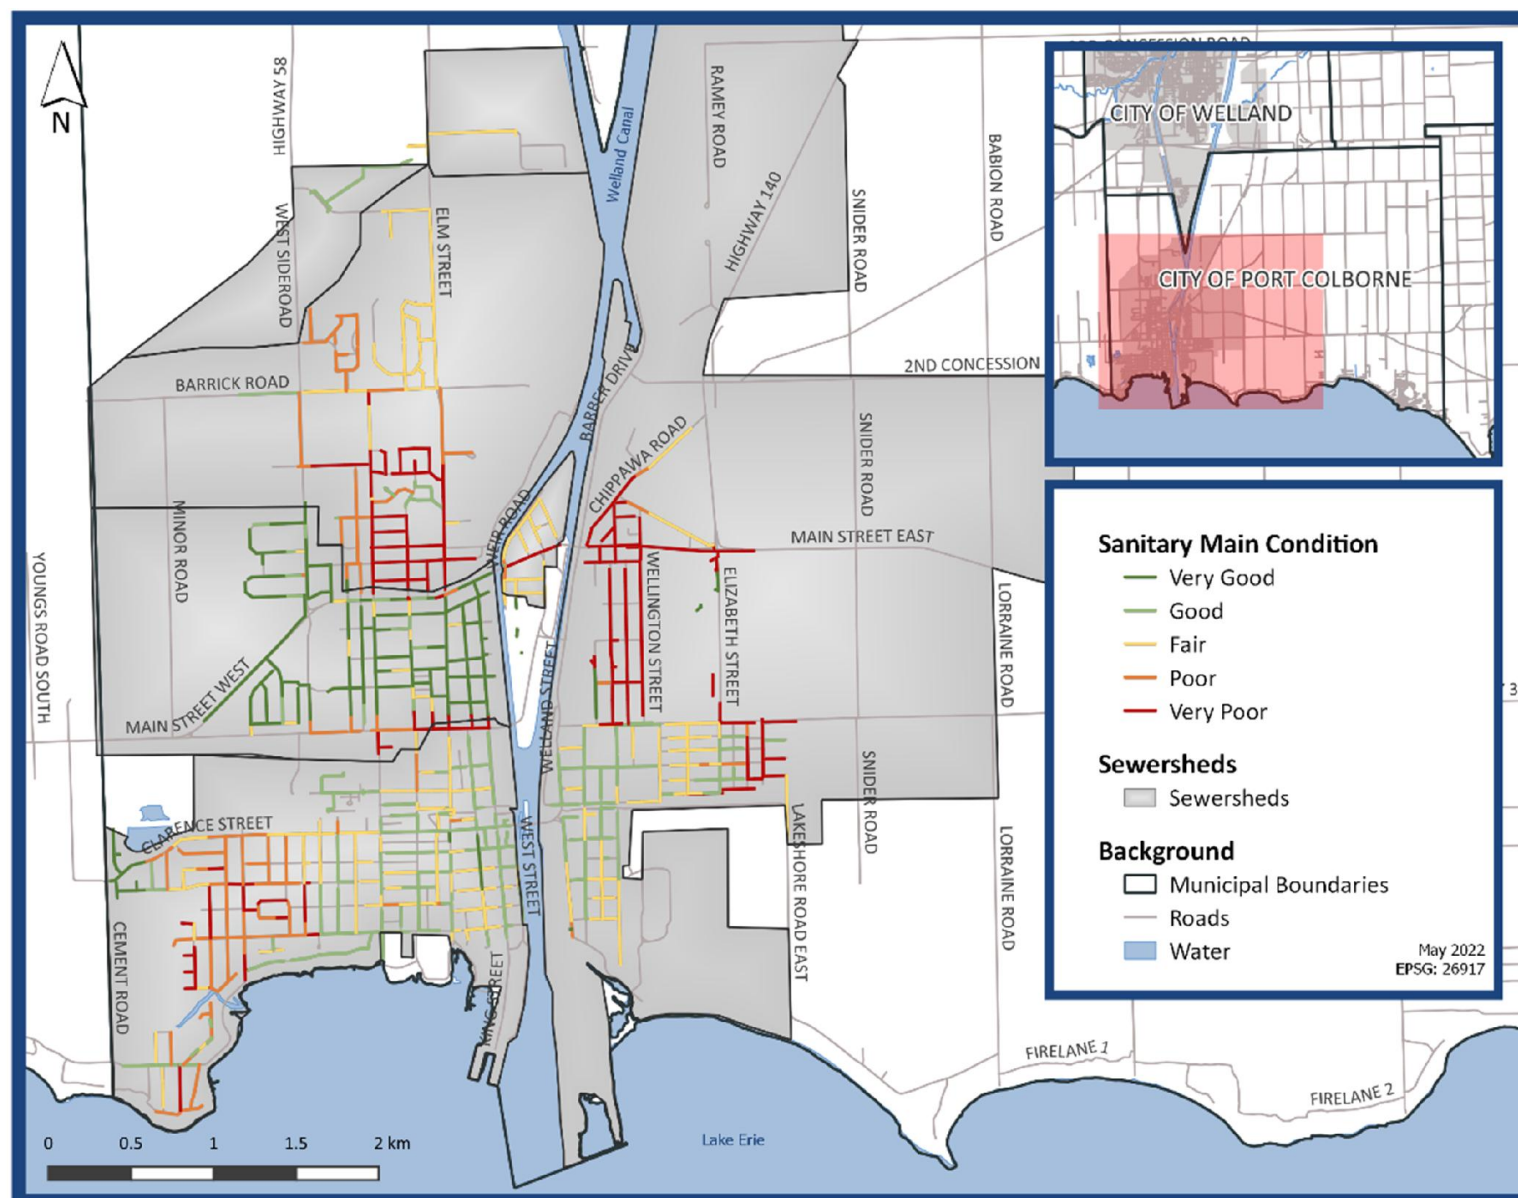 N
HIGHWAY 58
RAMEY ROAD
Welland Canal
HIGHWAY 140
SNIDER ROAD
BABION ROAD
WEST SIDEROAD
ELM STREET
BARRICK ROAD
BARBER DRIVE
2ND CONCESSION
CHIPPAWA ROAD
SNIDER ROAD
MINOR ROAD
WEIR ROAD
MAIN STREET EAST
YOUNGS ROAD SOUTH
WELLINGTON STREET
ELIZABETH STREET
LORRAINE ROAD
MAIN STREET WEST
WELLAND STREET
SNIDER ROAD
CLARENCE STREET
WEST STREET
LAKESHORE ROAD EAST
LORRAINE ROAD
CEMENT ROAD
KING STREET
FIRELANE 1
FIRELANE 2
Lake Erie
0 0.5 1 1.5 2 km
CITY OF WELLAND
CITY OF PORT COLBORNE
Sanitary Main Condition
Very Good
Good
Fair
Poor
Very Poor
Sewersheds
Sewersheds
Background
Municipal Boundaries
Roads
Water
May 2022
EPSG: 26917